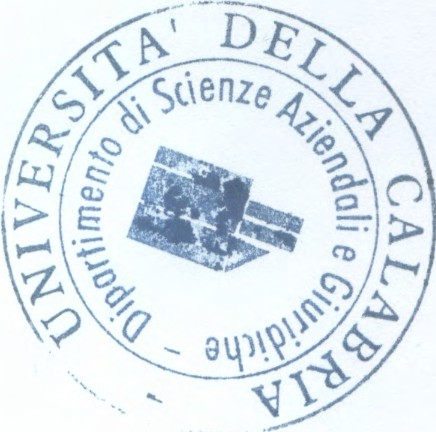 UNIVERSITA' DELLA CALABRIA -
Dipartimento di Scienze Aziendali e Giuridiche -